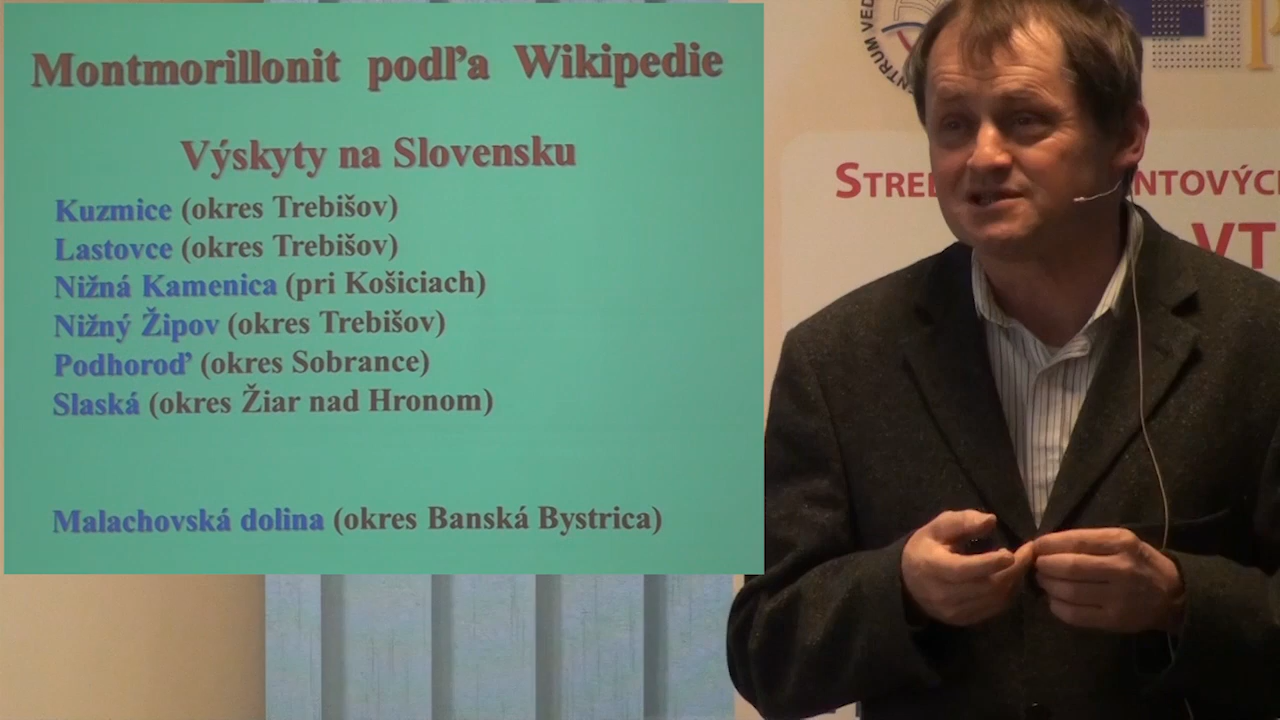 Montmorillonit podľa Wikipedie
Výskyty na Slovensku
Kuzmice (okres Trebišov)
Lastovce (okres Trebišov)
Nižná Kamenica (pri Košiciach)
Nižný Žipov (okres Trebišov)
Podhoroď (okres Sobrance)
Slaská (okres Žiar nad Hronom)
Malachovská dolina (okres Banská Bystrica)
VT